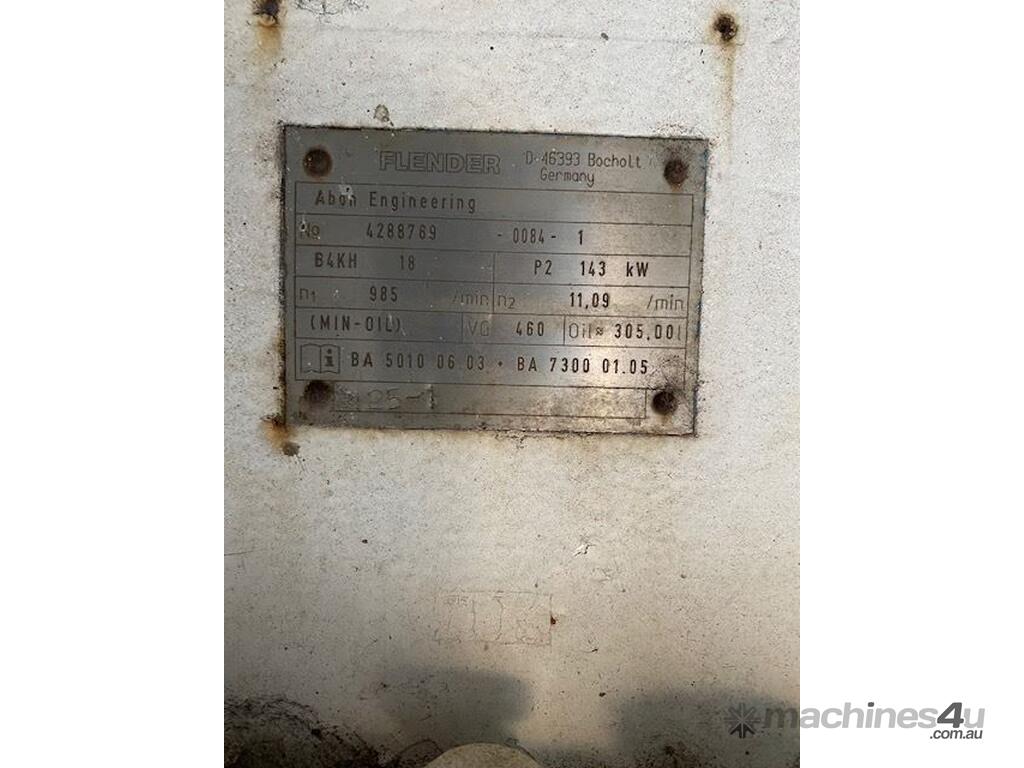 FLENDER D-46393 Bocholt
Germany
Abon Engineering
No 4288769 - 0084 - 1
B4KH 18 P2 143 kW
n1 985 /min n2 11,09 /min
(MIN-OIL) VG 460 Oil ≈ 305,00l
i BA 5010 06.03 + BA 7300 01.05
25-1
machines4u
.com.au